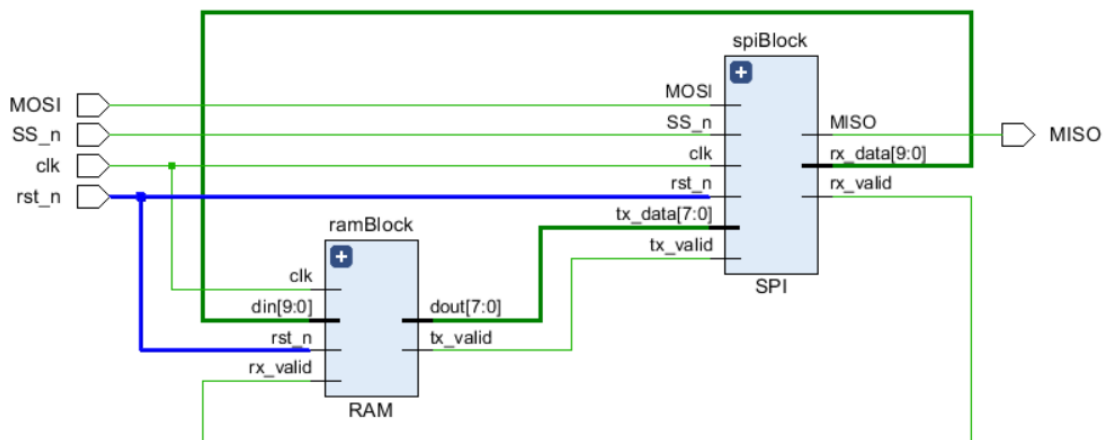 spiBlock
MOSI
MOSI
SS_n
SS_n
MISO
MISO
clk
clk
rx_data[9:0]
rst_n
rst_n
rx_valid
ramBlock
tx_data[7:0]
tx_valid
clk
SPI
din[9:0]
dout[7:0]
rst_n
tx_valid
rx_valid
RAM